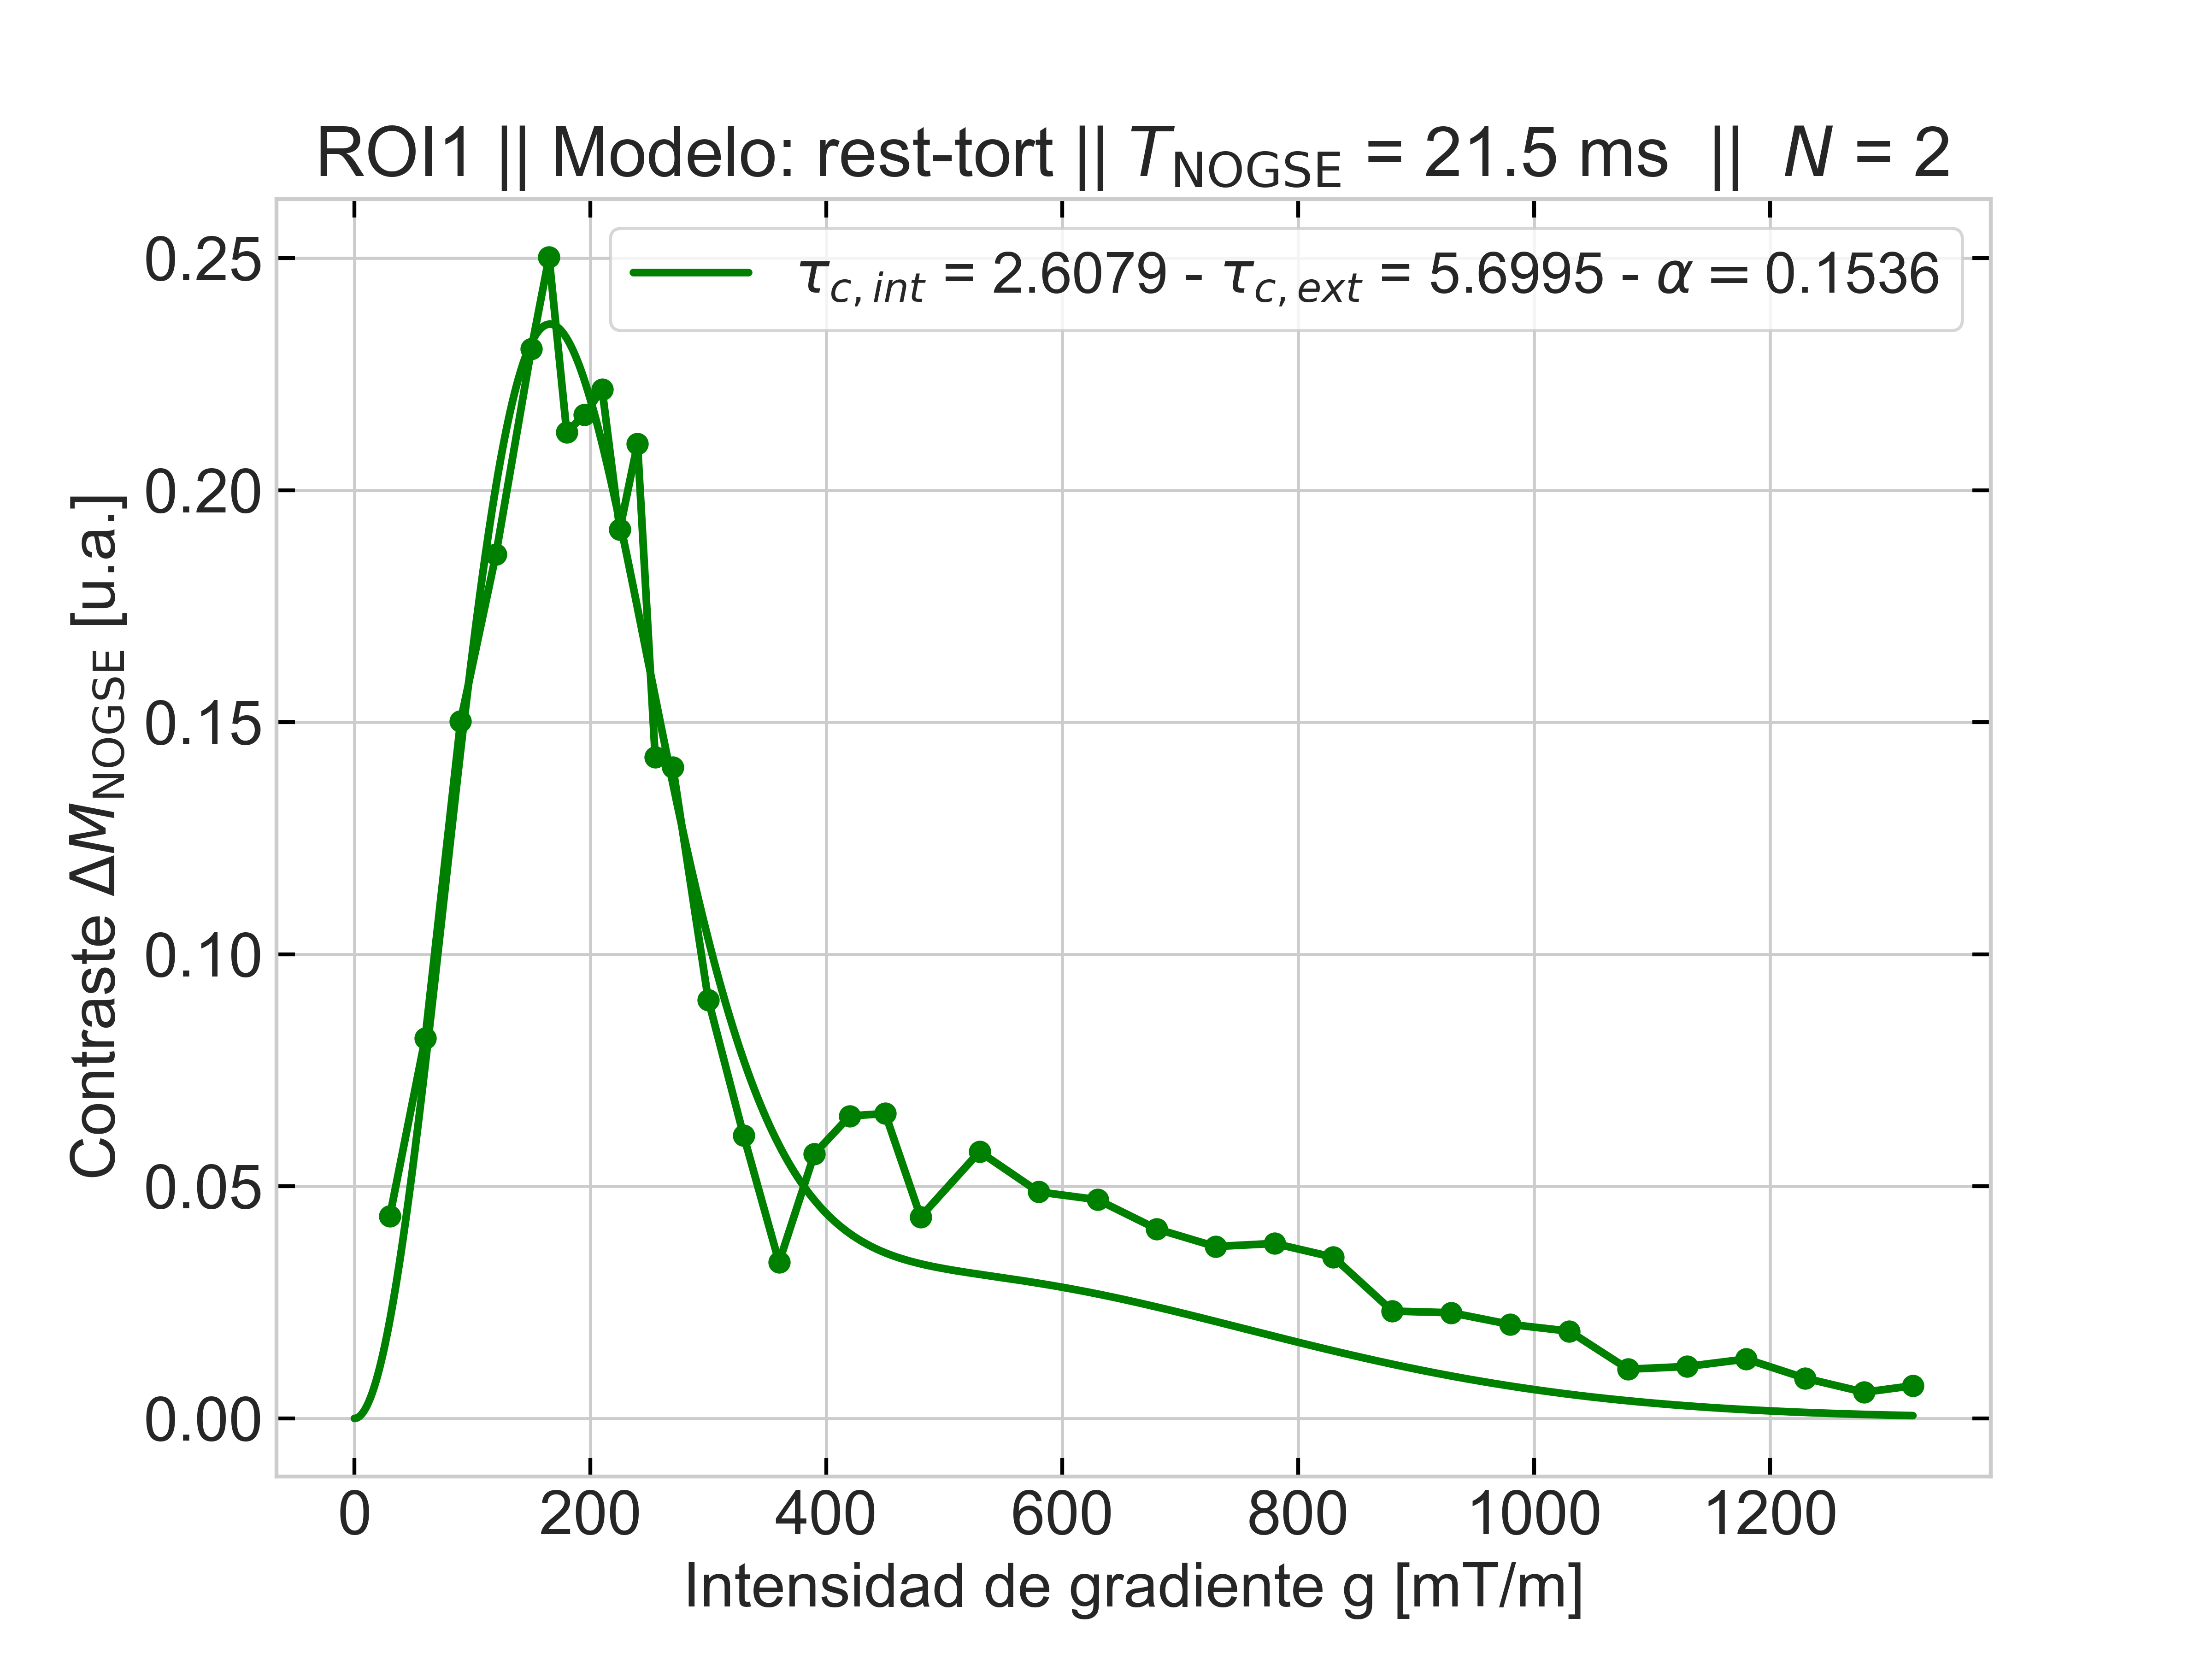 ROI1 || Modelo: rest-tort || T_NOGSE = 21.5 ms || N = 2
τ_c,int = 2.6079 - τ_c,ext = 5.6995 - α = 0.1536
Contraste ΔM_NOGSE [u.a.]
0.25
0.20
0.15
0.10
0.05
0.00
0 200 400 600 800 1000 1200
Intensidad de gradiente g [mT/m]